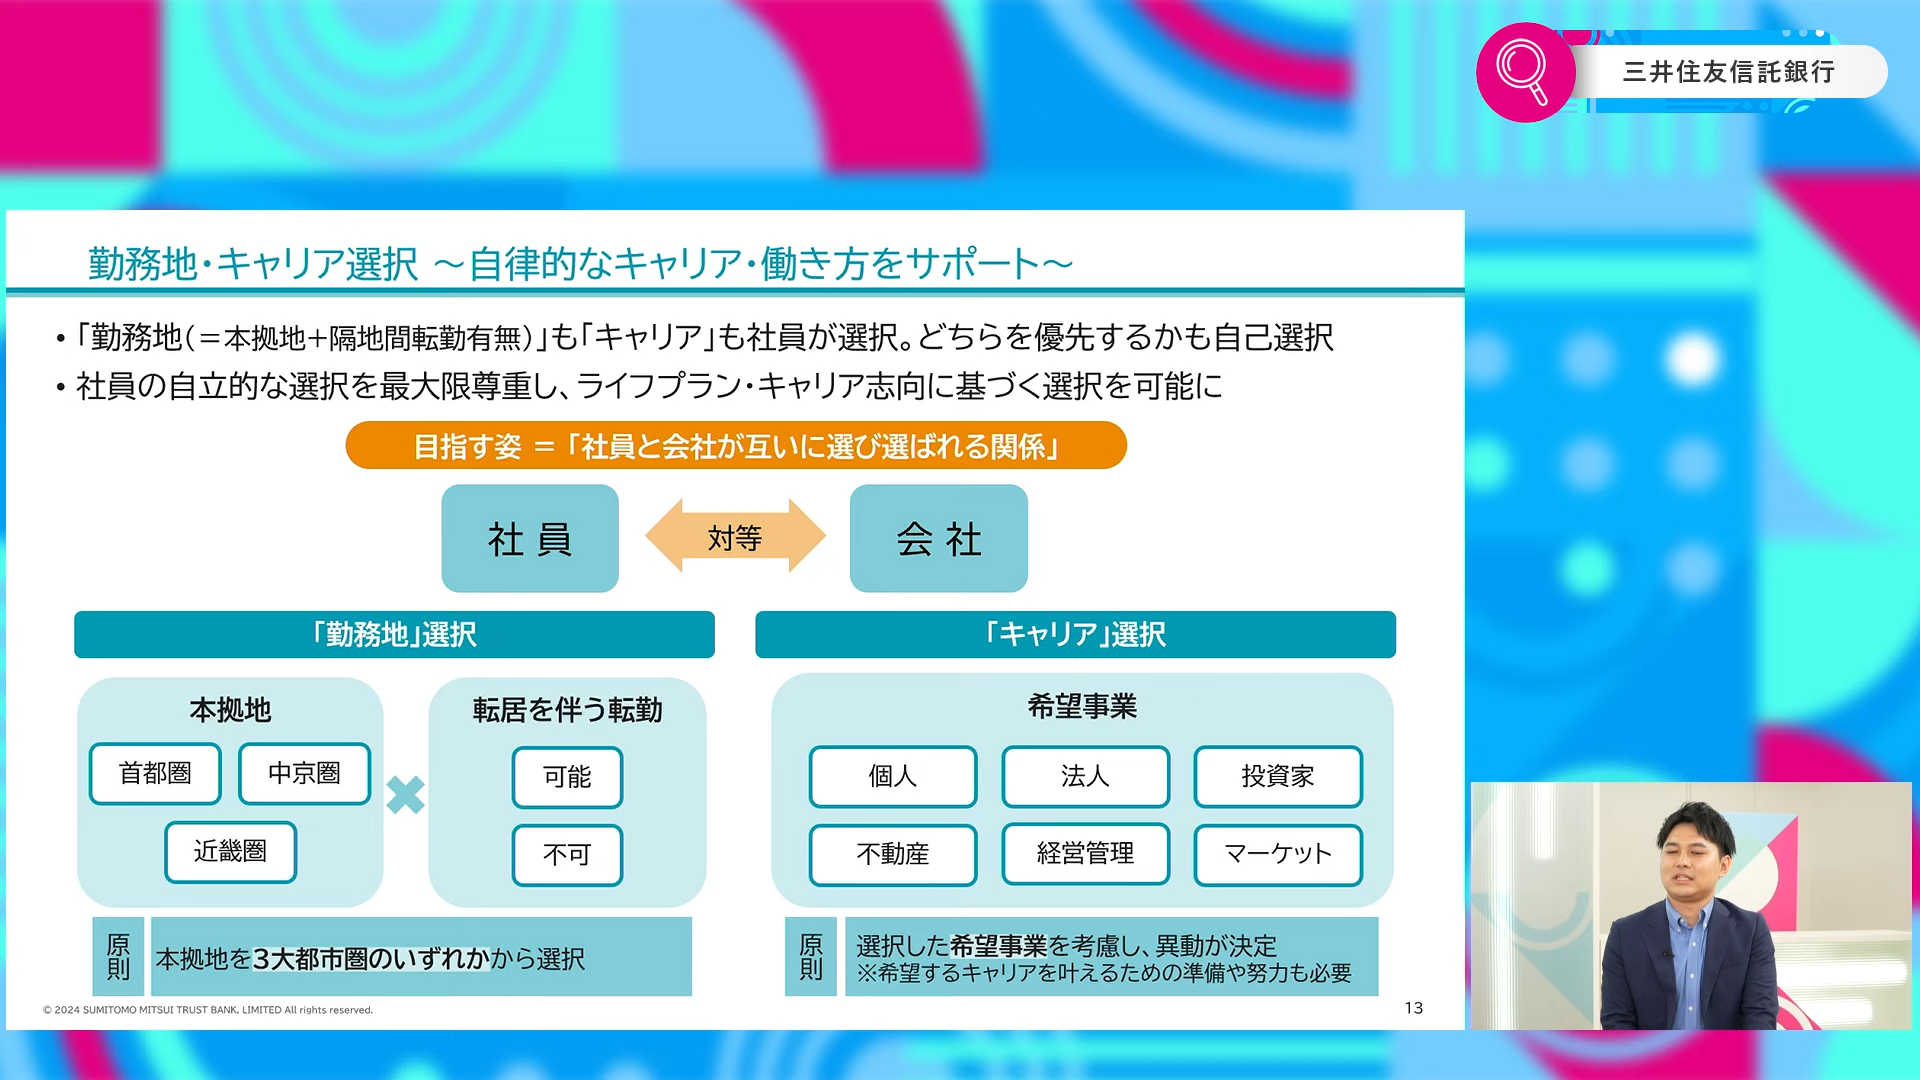 三井住友信託銀行
勤務地・キャリア選択 ～自律的なキャリア・働き方をサポート～
• 「勤務地（＝本拠地＋隔地間転勤有無）」も「キャリア」も社員が選択。どちらを優先するかも自己選択
• 社員の自立的な選択を最大限尊重し、ライフプラン・キャリア志向に基づく選択を可能に
目指す姿 ＝ 「社員と会社が互いに選び選ばれる関係」
社 員
対等
会 社
「勤務地」選択
本拠地
首都圏
中京圏
近畿圏
✖
転居を伴う転勤
可能
不可
原則
本拠地を3大都市圏のいずれかから選択
「キャリア」選択
希望事業
個人
法人
投資家
不動産
経営管理
マーケット
原則
選択した希望事業を考慮し、異動が決定
※希望するキャリアを叶えるための準備や努力も必要
© 2024 SUMITOMO MITSUI TRUST BANK, LIMITED All rights reserved.
13